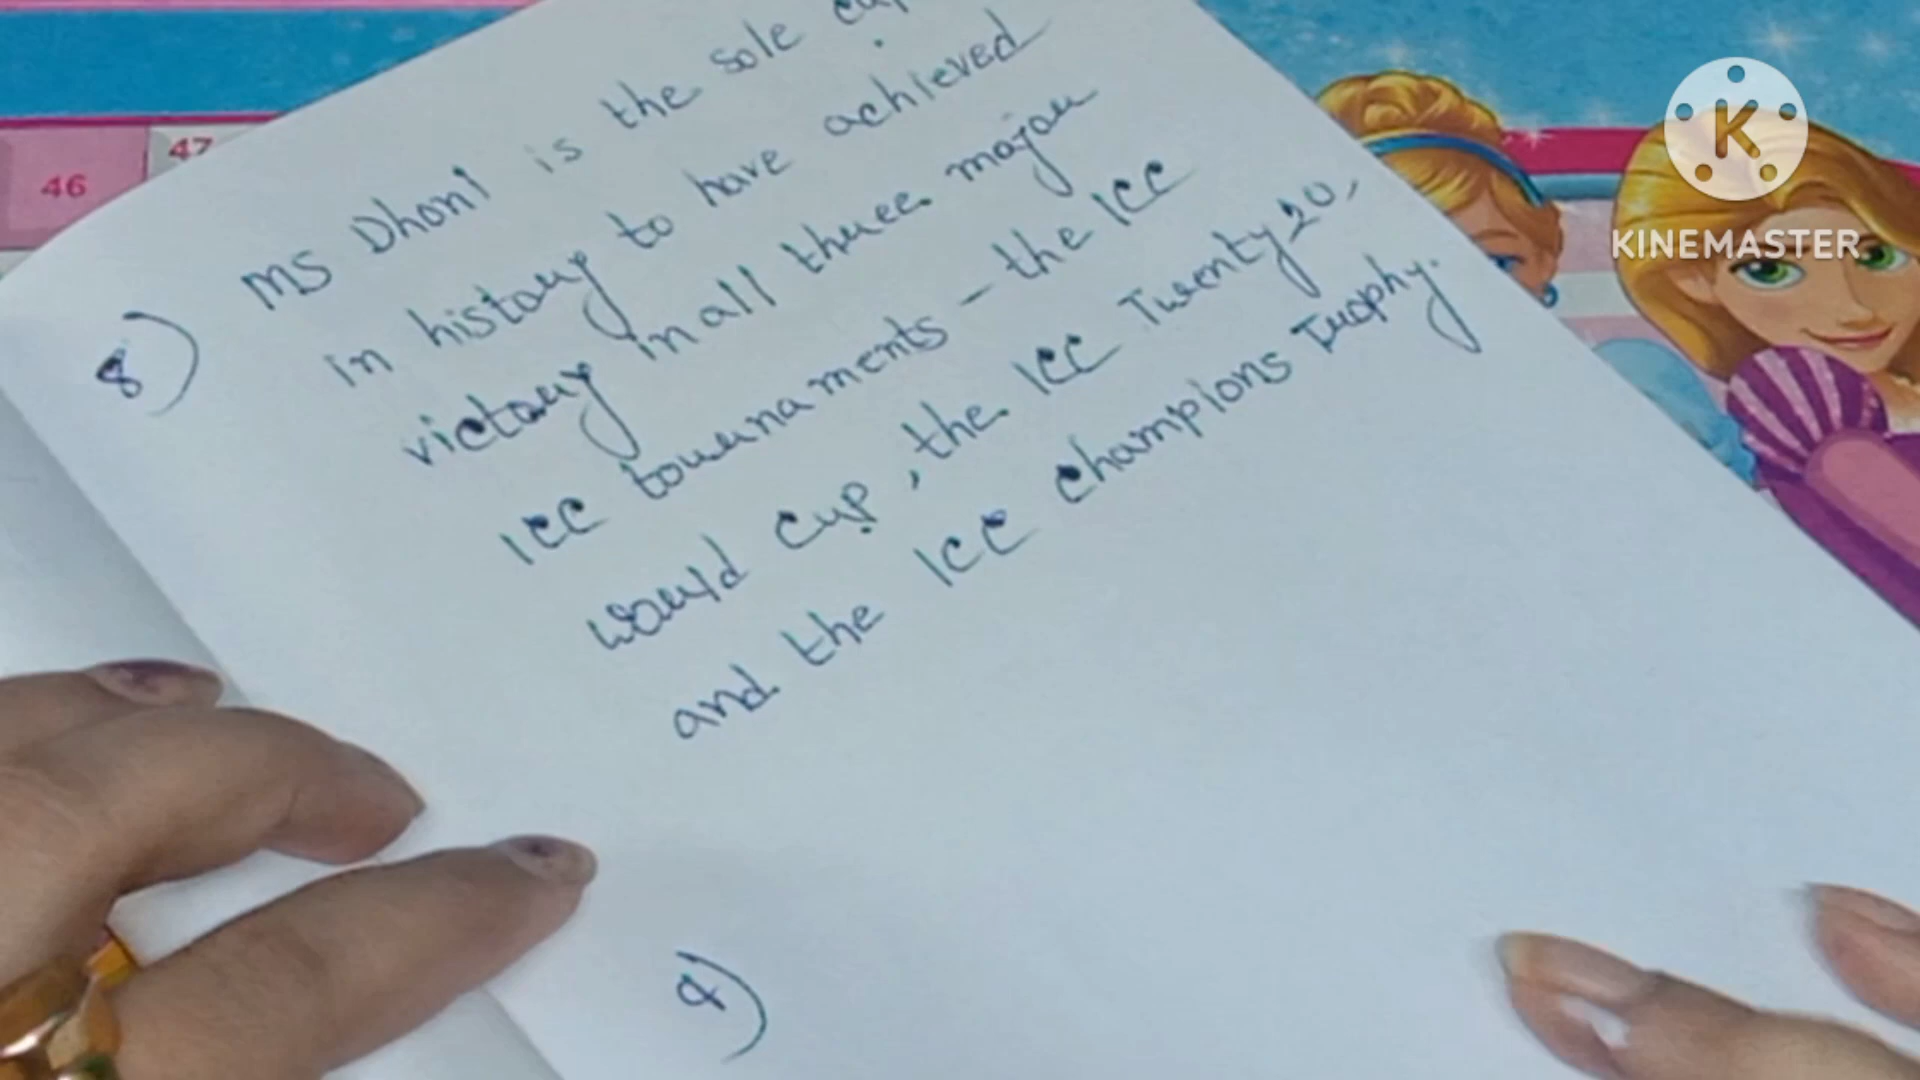 46
47
KINEMASTER
8) MS Dhoni is the sole
in history to have achieved
victory in all three major
ICC tournaments - the ICC
World Cup, the ICC Twenty20,
and the ICC Champions Trophy.
9)